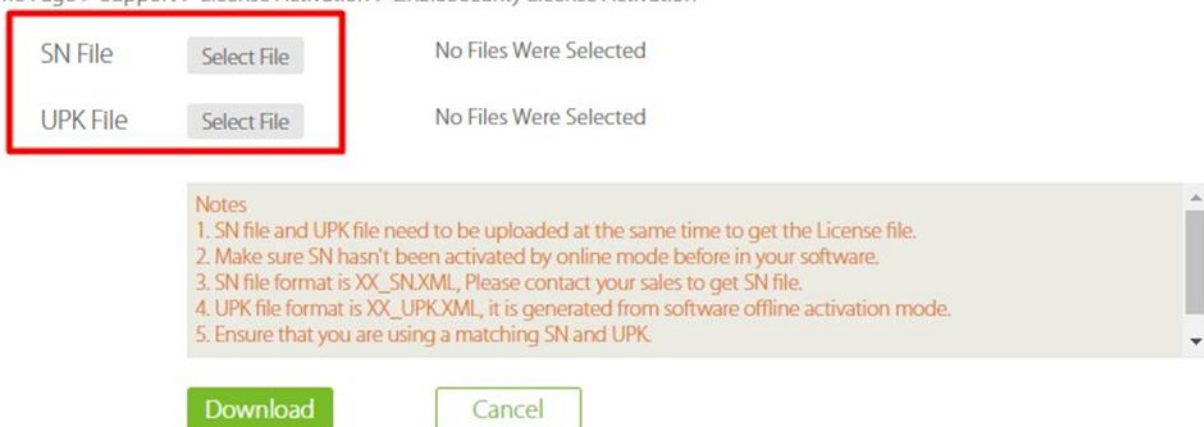 SN File Select File No Files Were Selected
UPK File Select File No Files Were Selected
Notes
1. SN file and UPK file need to be uploaded at the same time to get the License file.
2. Make sure SN hasn't been activated by online mode before in your software.
3. SN file format is XX_SN.XML, Please contact your sales to get SN file.
4. UPK file format is XX_UPK.XML, it is generated from software offline activation mode.
5. Ensure that you are using a matching SN and UPK.
Download Cancel